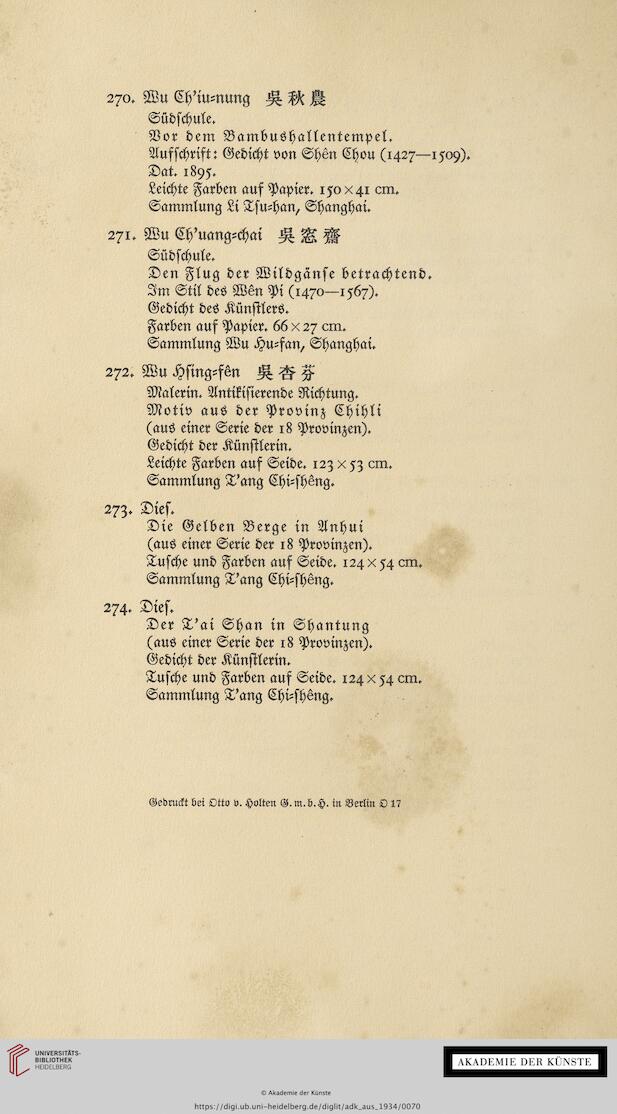 270. Wu Ch'iu=nung 吳秋農
Südſchule.
Vor dem Bambushallentempel.
Aufſchrift: Gedicht von Shên Chou (1427—1509).
Dat. 1895.
Leichte Farben auf Papier. 150×41 cm.
Sammlung Li Tſu=han, Shanghai.
271. Wu Ch'uang=chai 吳窓齋
Südſchule.
Den Flug der Wildgänſe betrachtend.
Im Stil des Wên Pi (1470—1567).
Gedicht des Künſtlers.
Farben auf Papier. 66×27 cm.
Sammlung Wu Hu=fan, Shanghai.
272. Wu Hſing=fên 吳杏芬
Malerin. Antikiſierende Richtung.
Motiv aus der Provinz Chihli
(aus einer Serie der 18 Provinzen).
Gedicht der Künſtlerin.
Leichte Farben auf Seide. 123×53 cm.
Sammlung T'ang Chi=ſhêng.
273. Dieſ.
Die Gelben Berge in Anhui
(aus einer Serie der 18 Provinzen).
Tuſche und Farben auf Seide. 124×54 cm.
Sammlung T'ang Chi=ſhêng.
274. Dieſ.
Der T'ai Shan in Shantung
(aus einer Serie der 18 Provinzen).
Gedicht der Künſtlerin.
Tuſche und Farben auf Seide. 124×54 cm.
Sammlung T'ang Chi=ſhêng.
Gedruckt bei Otto v. Holten G.m.b.H. in Berlin O 17
UNIVERSITÄTS-
BIBLIOTHEK
HEIDELBERG
AKADEMIE DER KÜNSTE
© Akademie der Künste
https://digi.ub.uni-heidelberg.de/diglit/adk_aus_1934/0070